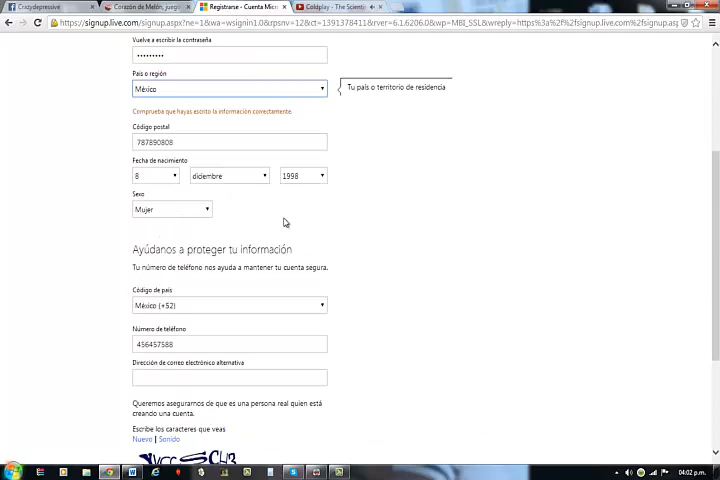 Crizydepressive
Corazón de Melón, juego
Registrarse - Cuenta Micro
Coldplay - The Scientis
https://signup.live.com/signup.aspx?ne=1&wa=wsignin1.0&rpsnv=12&ct=1391378411&rver=6.1.6206.0&wp=MBI_SSL&wreply=https%3a%2f%2fsignup.live.com%2fsignup.asp
Vuelve a escribir la contraseña
•••••••••
País o región
México
Tu país o territorio de residencia
Comprueba que hayas escrito la información correctamente.
Código postal
787890808
Fecha de nacimiento
8 diciembre 1998
Sexo
Mujer
Ayúdanos a proteger tu información
Tu número de teléfono nos ayuda a mantener tu cuenta segura.
Código de país
México (+52)
Número de teléfono
456457588
Dirección de correo electrónico alternativa
Queremos asegurarnos de que es una persona real quien está
creando una cuenta.
Escribe los caracteres que veas
Nuevo | Sonido
04:02 p.m.